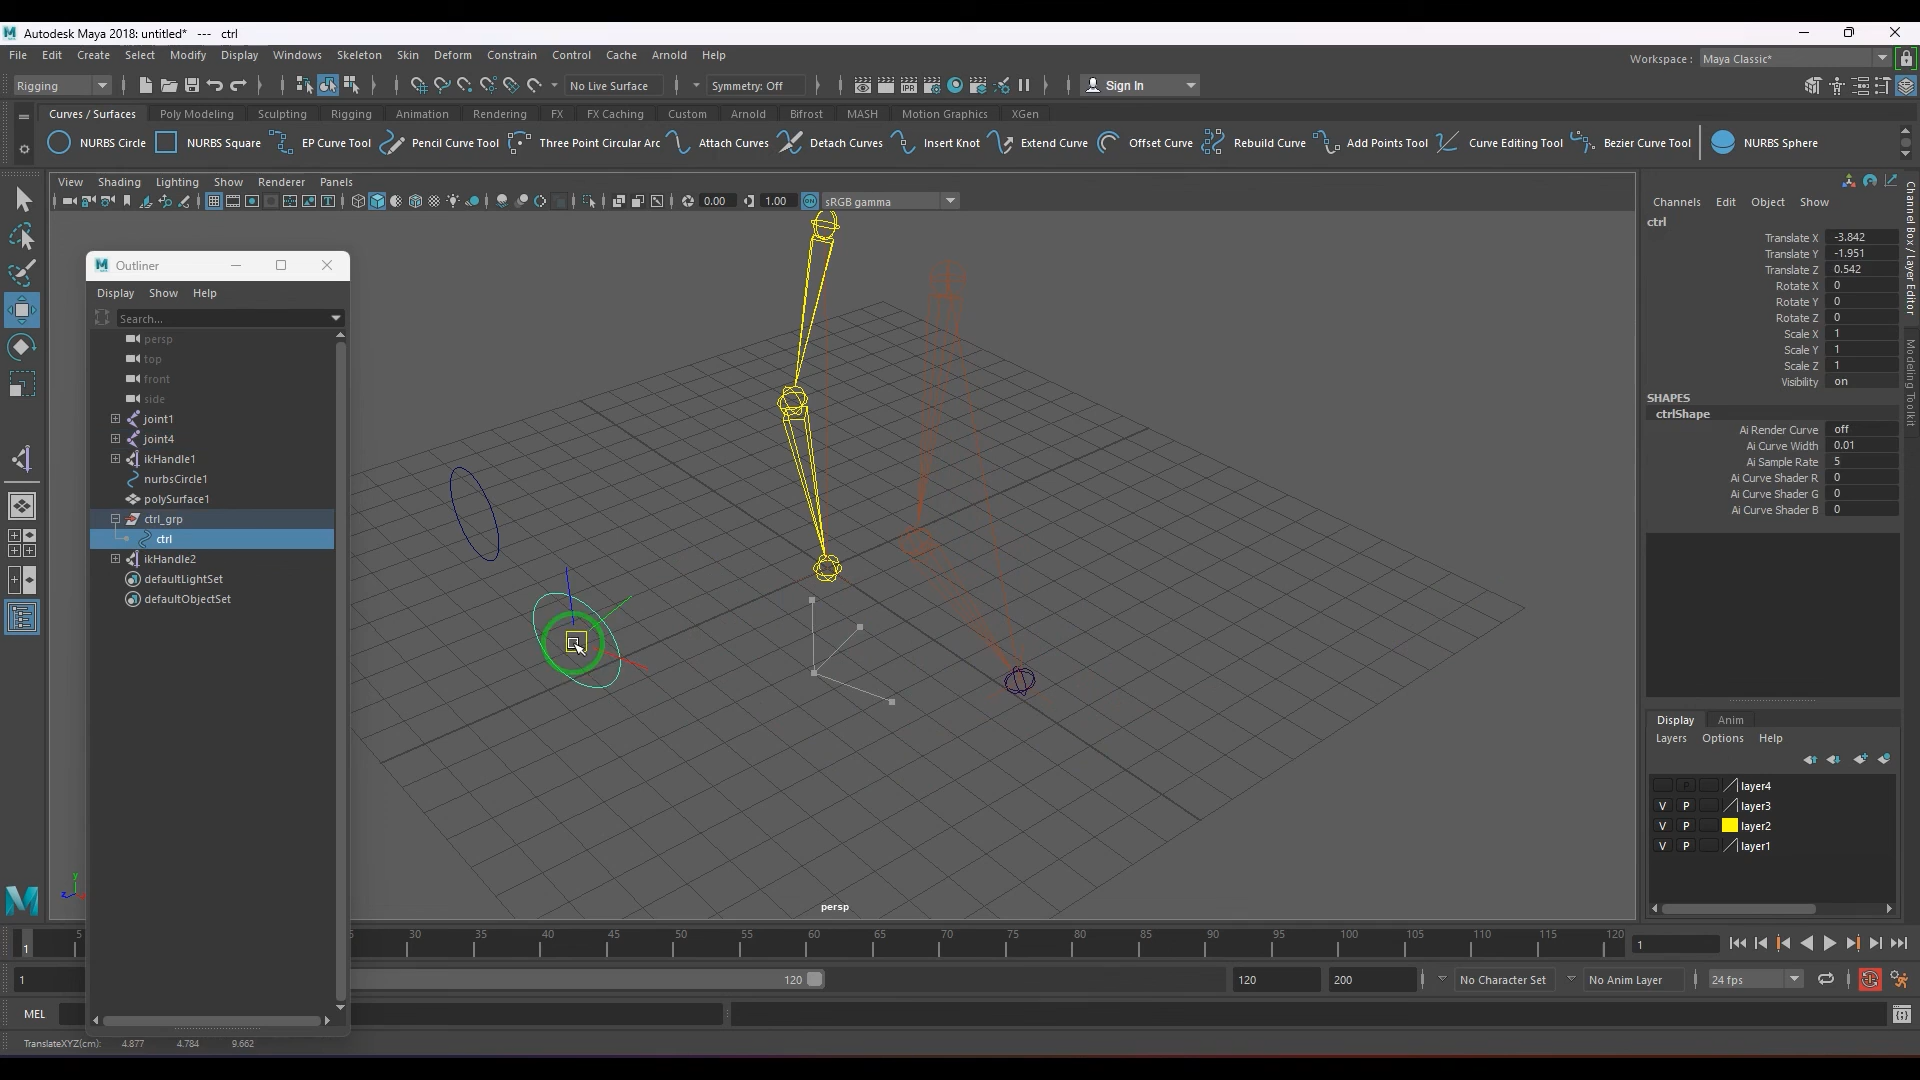 Autodesk Maya 2018: untitled* --- ctrl
File Edit Create Select Modify Display Windows Skeleton Skin Deform Constrain Control Cache Arnold Help
Workspace : Maya Classic*
Rigging
No Live Surface
Symmetry: Off
IPR
Sign In
Curves / Surfaces Poly Modeling Sculpting Rigging Animation Rendering FX FX Caching Custom Arnold Bifrost MASH Motion Graphics XGen
NURBS Circle NURBS Square EP Curve Tool Pencil Curve Tool Three Point Circular Arc Attach Curves Detach Curves Insert Knot Extend Curve Offset Curve Rebuild Curve Add Points Tool Curve Editing Tool Bezier Curve Tool NURBS Sphere
View Shading Lighting Show Renderer Panels
0.00 1.00 ON sRGB gamma
Outliner
Display Show Help
Search...
persp
top
front
side
joint1
joint4
ikHandle1
nurbsCircle1
polySurface1
ctrl_grp
ctrl
ikHandle2
defaultLightSet
defaultObjectSet
y
z
persp
Channels Edit Object Show
ctrl
Translate X -3.842
Translate Y -1.951
Translate Z 0.542
Rotate X 0
Rotate Y 0
Rotate Z 0
Scale X 1
Scale Y 1
Scale Z 1
Visibility on
SHAPES
ctrlShape
Ai Render Curve off
Ai Curve Width 0.01
Ai Sample Rate 5
Ai Curve Shader R 0
Ai Curve Shader G 0
Ai Curve Shader B 0
Channel Box / Layer Editor
Modeling Toolkit
Display Anim
Layers Options Help
P layer4
V P layer3
V P layer2
V P layer1
1 5 30 35 40 45 50 55 60 65 70 75 80 85 90 95 100 105 110 115 120
1
1 120 120 200 No Character Set No Anim Layer 24 fps
MEL
TranslateXYZ(cm): 4.877 4.784 9.662